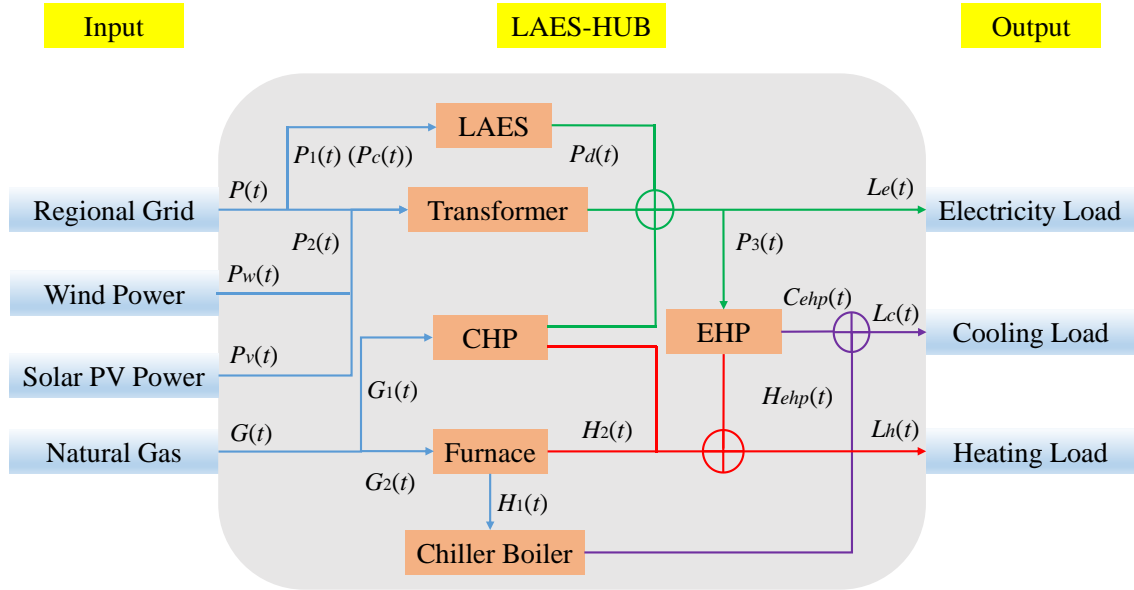 Input
LAES-HUB
Output
LAES
P1(t) (Pc(t))
Pd(t)
P(t)
Le(t)
Regional Grid
Transformer
Electricity Load
P2(t)
P3(t)
Pw(t)
Wind Power
Cehp(t)
Lc(t)
CHP
EHP
Cooling Load
Pv(t)
Solar PV Power
G1(t)
Hehp(t)
G(t)
H2(t)
Lh(t)
Natural Gas
Furnace
Heating Load
G2(t)
H1(t)
Chiller Boiler